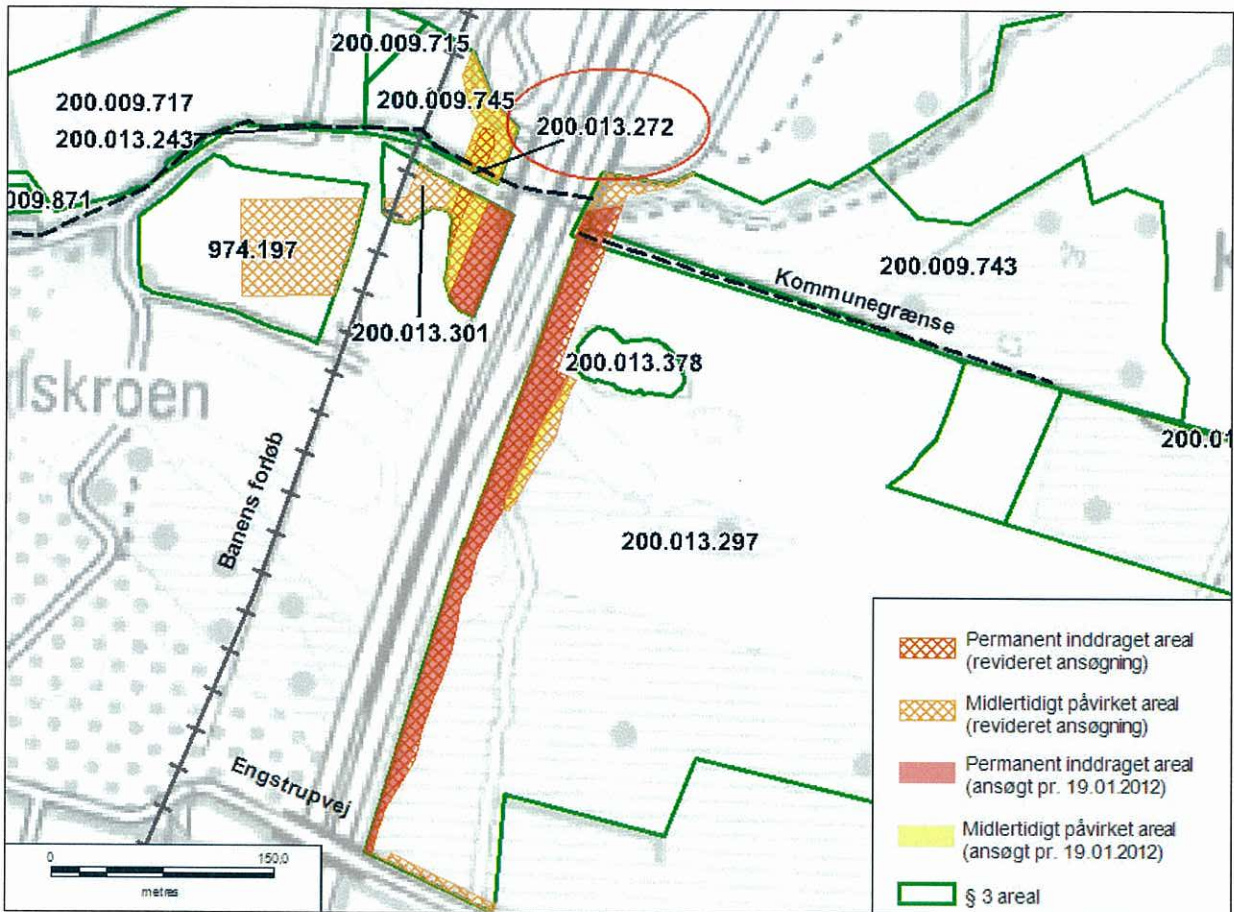 200.009.715
200.009.717
200.009.745
200.013.272
200.013.243
009.871
974.197
200.009.743
Kommunegrænse
200.013.301
200.013.378
lskroen
200.01
Banens forløb
200.013.297
Engstrupvej
0 150,0
metres
Permanent inddraget areal
(revideret ansøgning)
Midlertidigt påvirket areal
(revideret ansøgning)
Permanent inddraget areal
(ansøgt pr. 19.01.2012)
Midlertidigt påvirket areal
(ansøgt pr. 19.01.2012)
§ 3 areal